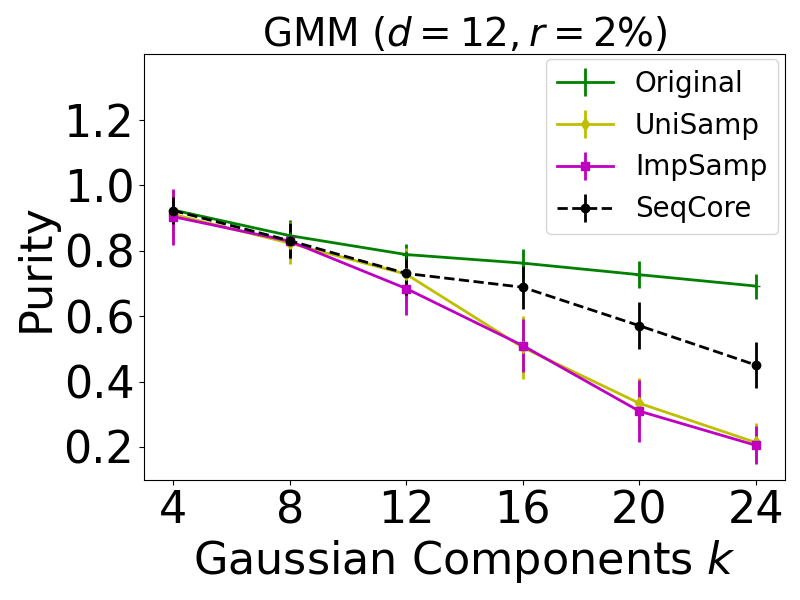 GMM (d = 12, r = 2%)
Original
UniSamp
ImpSamp
SeqCore
1.2
1.0
0.8
0.6
0.4
0.2
Purity
4 8 12 16 20 24
Gaussian Components k